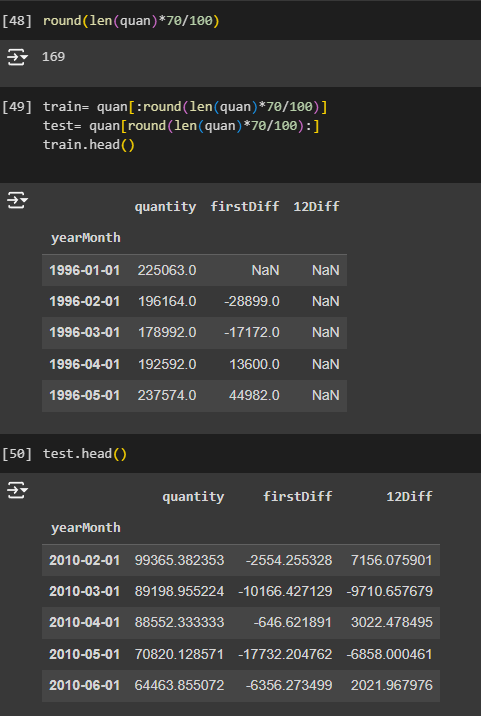 [48] round(len(quan)*70/100)
169
[49] train= quan[:round(len(quan)*70/100)]
test= quan[round(len(quan)*70/100):]
train.head()
quantity firstDiff 12Diff
yearMonth
1996-01-01 225063.0 NaN NaN
1996-02-01 196164.0 -28899.0 NaN
1996-03-01 178992.0 -17172.0 NaN
1996-04-01 192592.0 13600.0 NaN
1996-05-01 237574.0 44982.0 NaN
[50] test.head()
quantity firstDiff 12Diff
yearMonth
2010-02-01 99365.382353 -2554.255328 7156.075901
2010-03-01 89198.955224 -10166.427129 -9710.657679
2010-04-01 88552.333333 -646.621891 3022.478495
2010-05-01 70820.128571 -17732.204762 -6858.000461
2010-06-01 64463.855072 -6356.273499 2021.967976